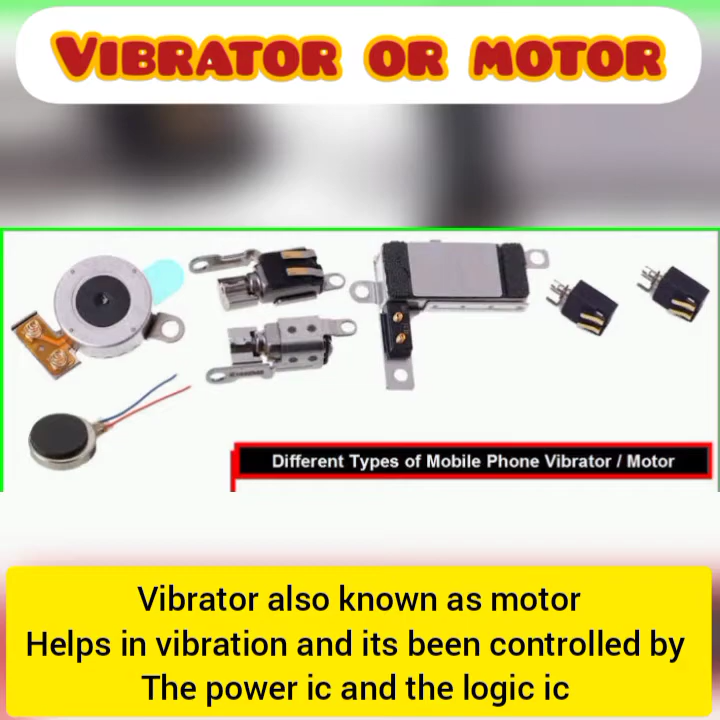 VIBRATOR OR MOTOR
Different Types of Mobile Phone Vibrator / Motor
Vibrator also known as motor
Helps in vibration and its been controlled by
The power ic and the logic ic